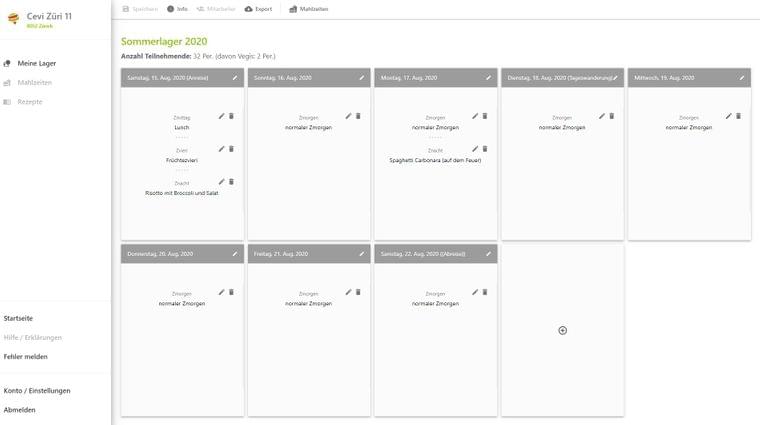 Cevi Züri 11
Speichern
Info
Mitarbeiter
Export
Mahlzeiten
Meine Lager
Mahlzeiten
Rezepte
Startseite
Hilfe / Erklärungen
Fehler melden
Konto / Einstellungen
Abmelden
Sommerlager 2020
Anzahl Teilnehmende: 32 Per. (davon Vegis: 2 Per.)
Samstag, 15. Aug. 2020 (Anreise)
Zmittag
Lunch
-----
Zvieri
Früchtezvieri
-----
Znacht
Risotto mit Broccoli und Salat
Sonntag, 16. Aug. 2020
Zmorgen
normaler Zmorgen
Montag, 17. Aug. 2020
Zmorgen
normaler Zmorgen
-----
Znacht
Spaghetti Carbonara (auf dem Feuer)
Dienstag, 18. Aug. 2020 (Tageswanderung)
Zmorgen
normaler Zmorgen
Mittwoch, 19. Aug. 2020
Zmorgen
normaler Zmorgen
Donnerstag, 20. Aug. 2020
Zmorgen
normaler Zmorgen
Freitag, 21. Aug. 2020
Zmorgen
normaler Zmorgen
Samstag, 22. Aug. 2020 ((Abreise))
Zmorgen
normaler Zmorgen